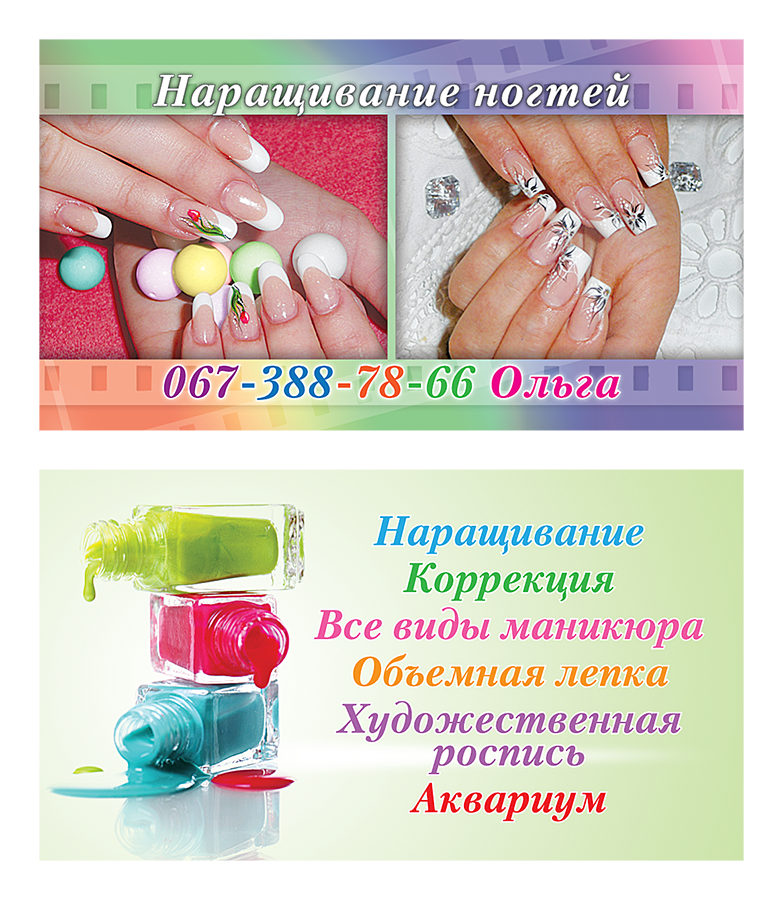 Наращивание ногтей
067-388-78-66 Ольга
Наращивание
Коррекция
Все виды маникюра
Объемная лепка
Художественная
роспись
Аквариум